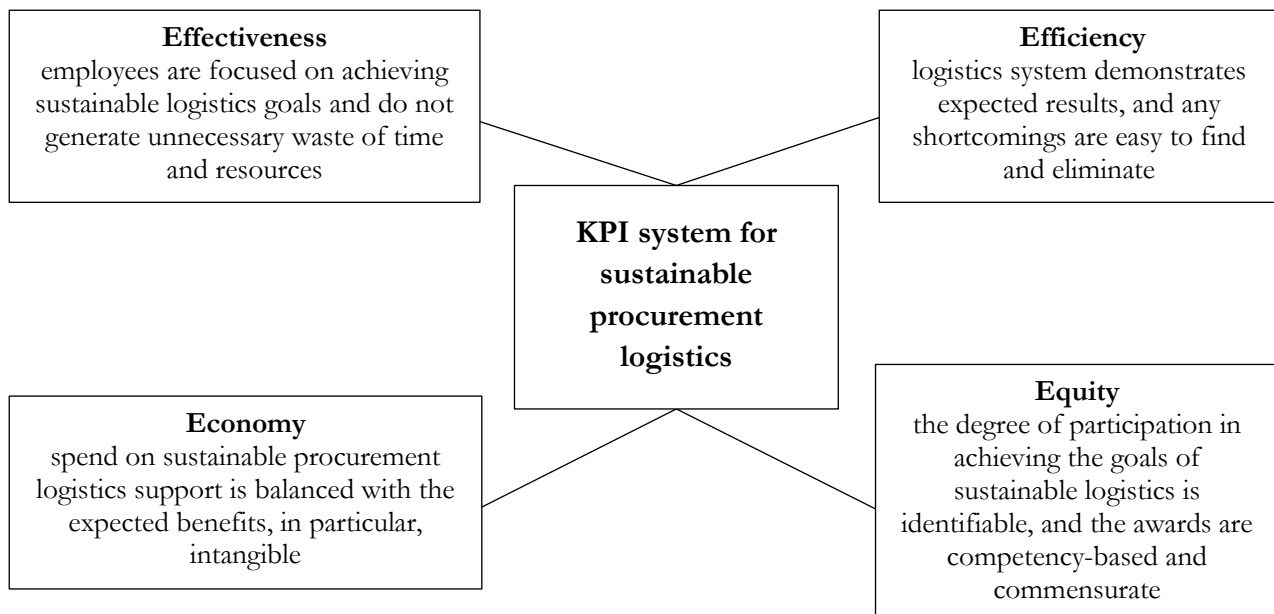 Effectiveness
employees are focused on achieving
sustainable logistics goals and do not
generate unnecessary waste of time
and resources
Efficiency
logistics system demonstrates
expected results, and any
shortcomings are easy to find
and eliminate
KPI system for
sustainable
procurement
logistics
Economy
spend on sustainable procurement
logistics support is balanced with the
expected benefits, in particular,
intangible
Equity
the degree of participation in
achieving the goals of
sustainable logistics is
identifiable, and the awards are
competency-based and
commensurate